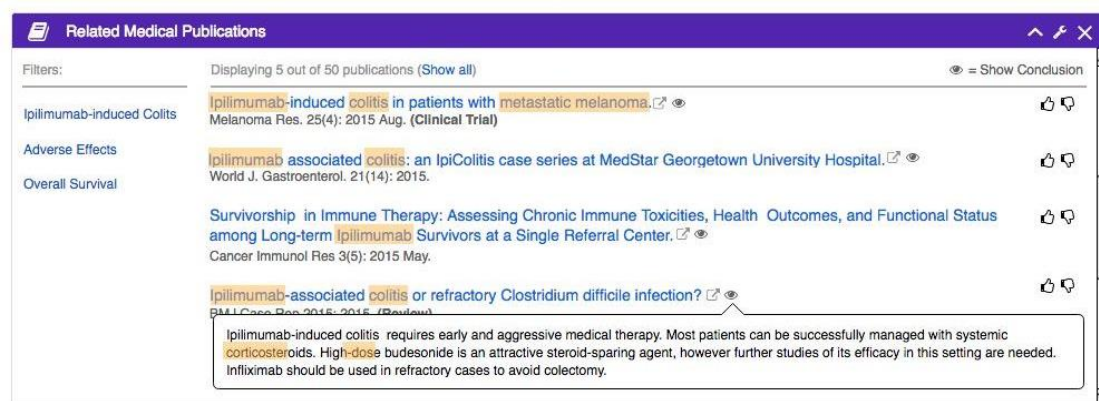 Related Medical Publications
Filters:
Displaying 5 out of 50 publications (Show all)
= Show Conclusion
Ipilimumab-induced Colits
Adverse Effects
Overall Survival
Ipilimumab-induced colitis in patients with metastatic melanoma.
Melanoma Res. 25(4): 2015 Aug. (Clinical Trial)
Ipilimumab associated colitis: an IpiColitis case series at MedStar Georgetown University Hospital.
World J. Gastroenterol. 21(14): 2015.
Survivorship in Immune Therapy: Assessing Chronic Immune Toxicities, Health Outcomes, and Functional Status
among Long-term Ipilimumab Survivors at a Single Referral Center.
Cancer Immunol Res 3(5): 2015 May.
Ipilimumab-associated colitis or refractory Clostridium difficile infection?
BMJ Case Rep 2015: 2015. (Review)
Ipilimumab-induced colitis requires early and aggressive medical therapy. Most patients can be successfully managed with systemic
corticosteroids. High-dose budesonide is an attractive steroid-sparing agent, however further studies of its efficacy in this setting are needed.
Infliximab should be used in refractory cases to avoid colectomy.